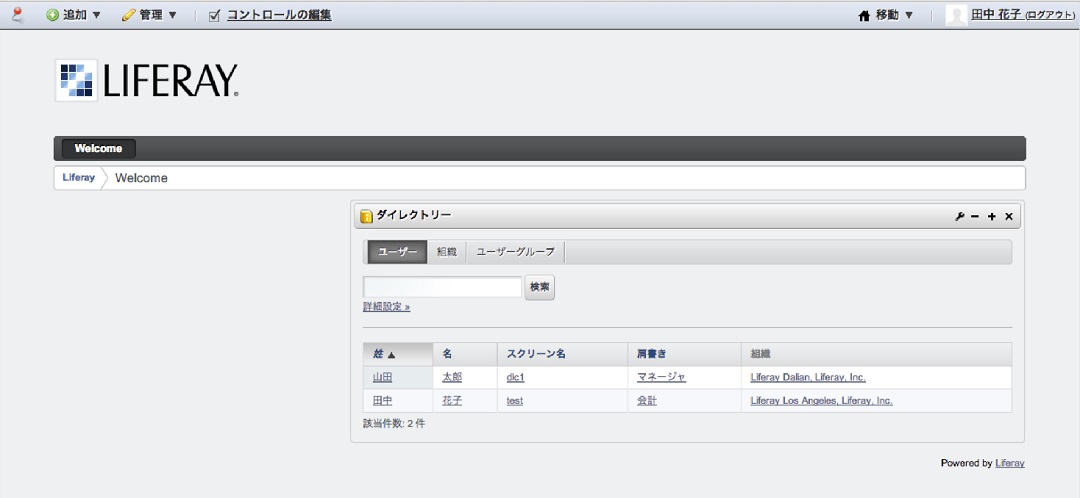 追加 ▼ 管理 ▼ コントロールの編集 移動 ▼ 田中 花子 (ログアウト)
LIFERAY.
Welcome
Liferay Welcome
ダイレクトリー
ユーザー 組織 ユーザーグループ
検索
詳細設定 »
姓 ▲ 名 スクリーン名 肩書き 組織
山田 太郎 dlc1 マネージャ Liferay Dalian, Liferay, Inc.
田中 花子 test 会計 Liferay Los Angeles, Liferay, Inc.
該当件数: 2 件
Powered by Liferay